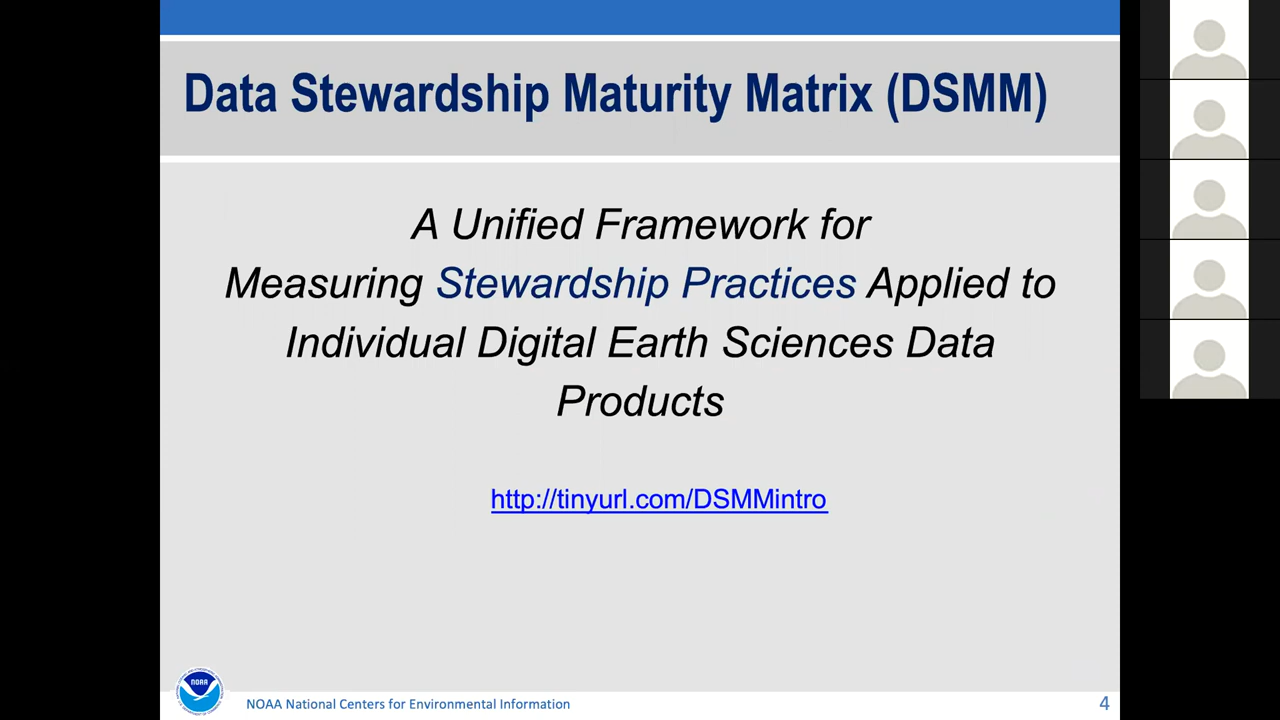 Data Stewardship Maturity Matrix (DSMM)
A Unified Framework for
Measuring Stewardship Practices Applied to
Individual Digital Earth Sciences Data
Products
http://tinyurl.com/DSMMintro
NOAA
NOAA National Centers for Environmental Information
4